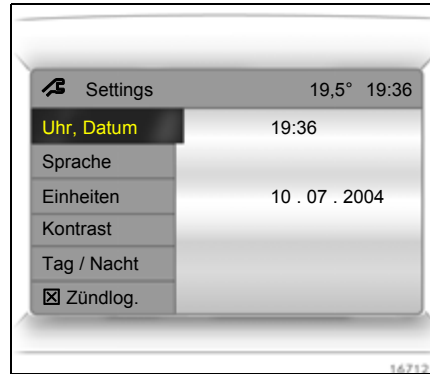 Settings 19,5° 19:36
Uhr, Datum 19:36
Sprache
Einheiten 10 . 07 . 2004
Kontrast
Tag / Nacht
Zündlog.
16712